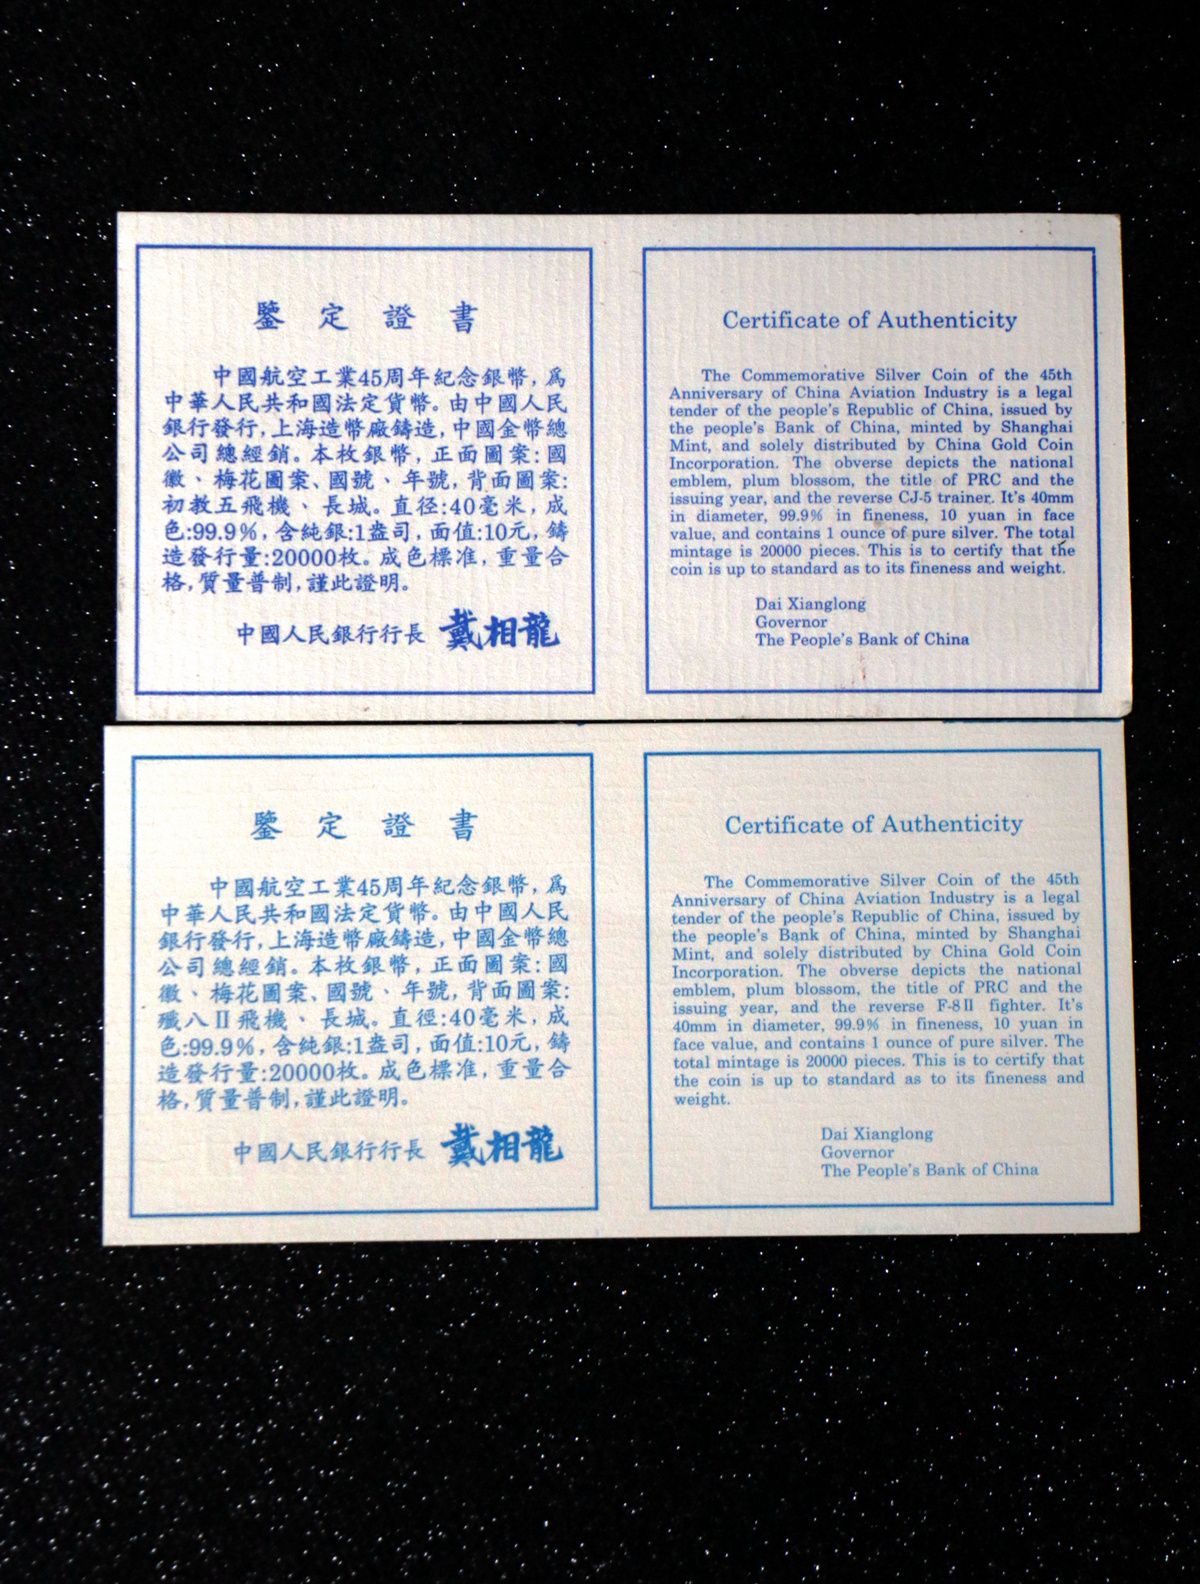 鑒定證書
中國航空工業45周年紀念銀幣，爲
中華人民共和國法定貨幣。由中國人民
銀行發行，上海造幣廠鑄造，中國金幣總
公司總經銷。本枚銀幣，正面圖案：國
徽、梅花圖案、國號、年號，背面圖案：
初教五飛機、長城。直径：40毫米，成
色：99.9%，含純銀：1盎司，面值：10元，鑄
造發行量：20000枚。成色標准，重量合
格，質量普制，謹此證明。
中國人民銀行行長 戴相龍
Certificate of Authenticity
The Commemorative Silver Coin of the 45th
Anniversary of China Aviation Industry is a legal
tender of the people's Republic of China, issued by
the people's Bank of China, minted by Shanghai
Mint, and solely distributed by China Gold Coin
Incorporation. The obverse depicts the national
emblem, plum blossom, the title of PRC and the
issuing year, and the reverse CJ-5 trainer. It's 40mm
in diameter, 99.9% in fineness, 10 yuan in face
value, and contains 1 ounce of pure silver. The total
mintage is 20000 pieces. This is to certify that the
coin is up to standard as to its fineness and weight.
Dai Xianglong
Governor
The People's Bank of China
鑒定證書
中國航空工業45周年紀念銀幣，爲
中華人民共和國法定貨幣。由中國人民
銀行發行，上海造幣廠鑄造，中國金幣總
公司總經銷。本枚銀幣，正面圖案：國
徽、梅花圖案、國號、年號，背面圖案：
殲八Ⅱ飛機、長城。直徑：40毫米，成
色：99.9%，含純銀：1盎司，面值：10元，鑄
造發行量：20000枚。成色標准，重量合
格，質量普制，謹此證明。
中國人民銀行行長 戴相龍
Certificate of Authenticity
The Commemorative Silver Coin of the 45th
Anniversary of China Aviation Industry is a legal
tender of the people's Republic of China, issued by
the people's Bank of China, minted by Shanghai
Mint, and solely distributed by China Gold Coin
Incorporation. The obverse depicts the national
emblem, plum blossom, the title of PRC and the
issuing year, and the reverse F-8Ⅱ fighter. It's
40mm in diameter, 99.9% in fineness, 10 yuan in
face value, and contains 1 ounce of pure silver. The
total mintage is 20000 pieces. This is to certify that
the coin is up to standard as to its fineness and
weight.
Dai Xianglong
Governor
The People's Bank of China